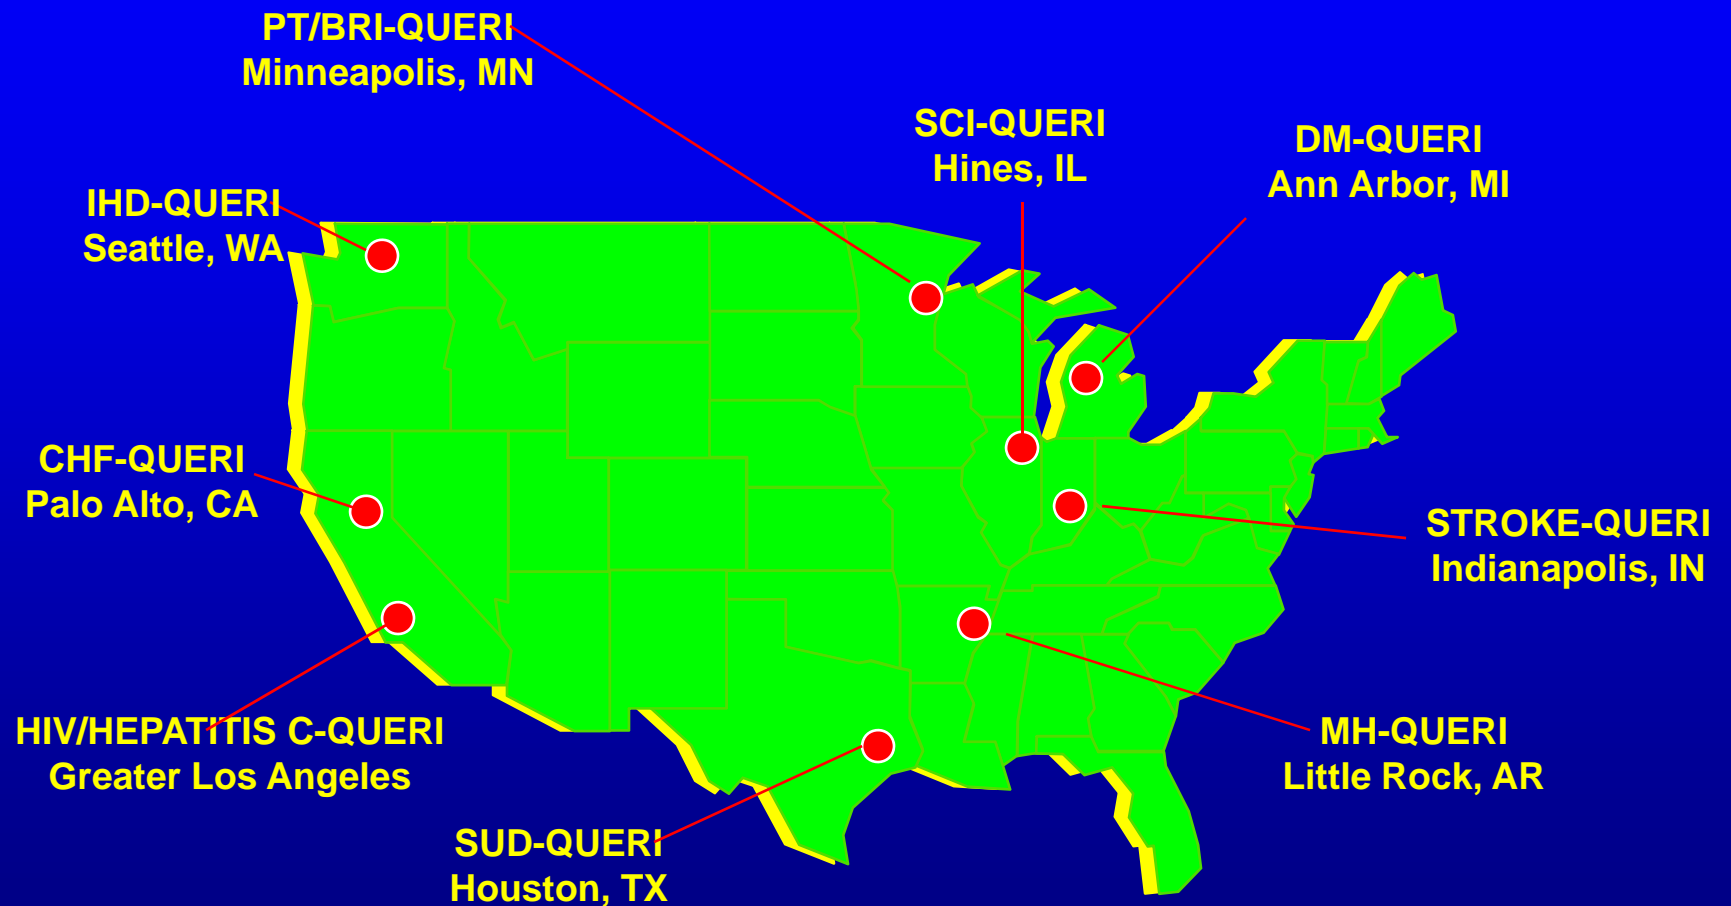 PT/BRI-QUERI
Minneapolis, MN
SCI-QUERI
Hines, IL
DM-QUERI
Ann Arbor, MI
IHD-QUERI
Seattle, WA
CHF-QUERI
Palo Alto, CA
STROKE-QUERI
Indianapolis, IN
HIV/HEPATITIS C-QUERI
Greater Los Angeles
MH-QUERI
Little Rock, AR
SUD-QUERI
Houston, TX